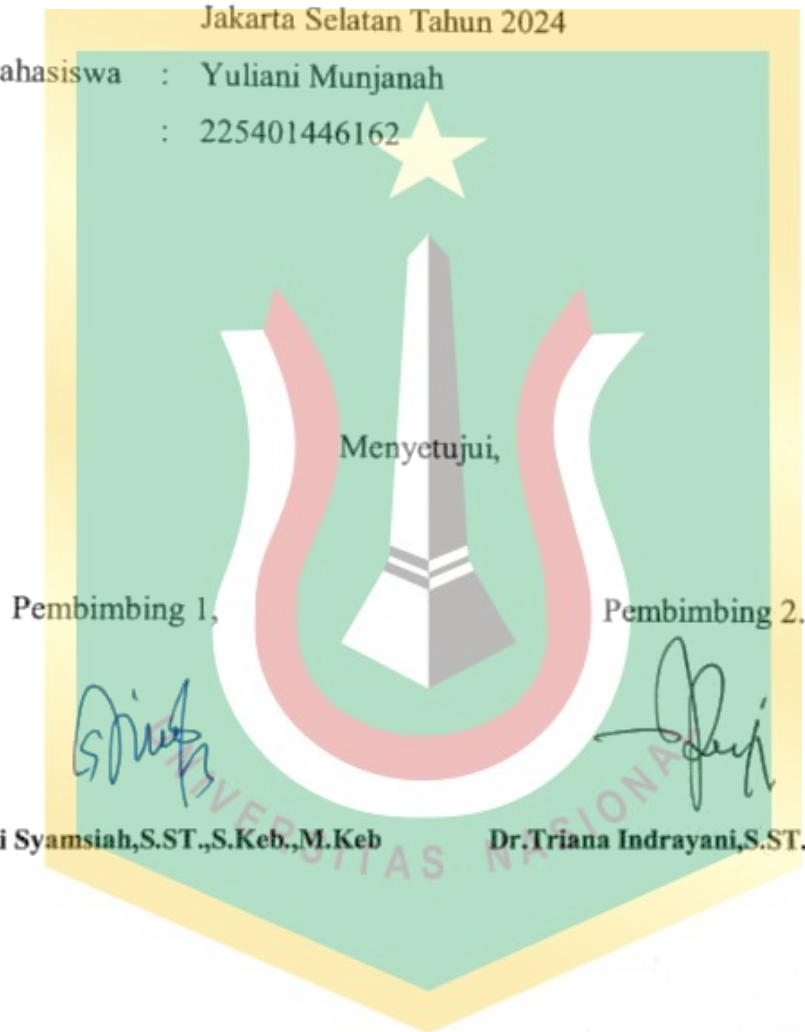 Jakarta Selatan Tahun 2024
ahasiswa : Yuliani Munjanah
: 225401446162
Menyetujui,
Pembimbing 1, Pembimbing 2.
i Syamsiah,S.ST.,S.Keb.,M.Keb Dr.Triana Indrayani,S.ST.
UNIVERSITAS NASIONAL